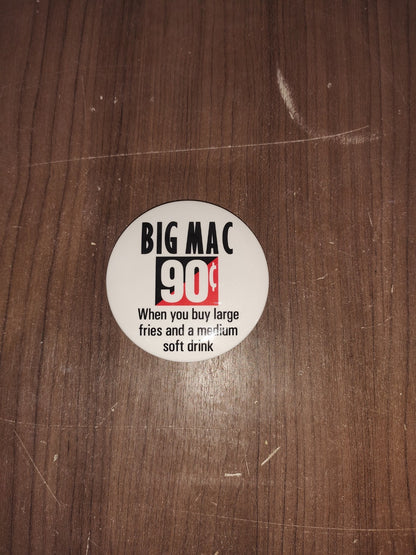 BIG MAC
90¢
When you buy large
fries and a medium
soft drink